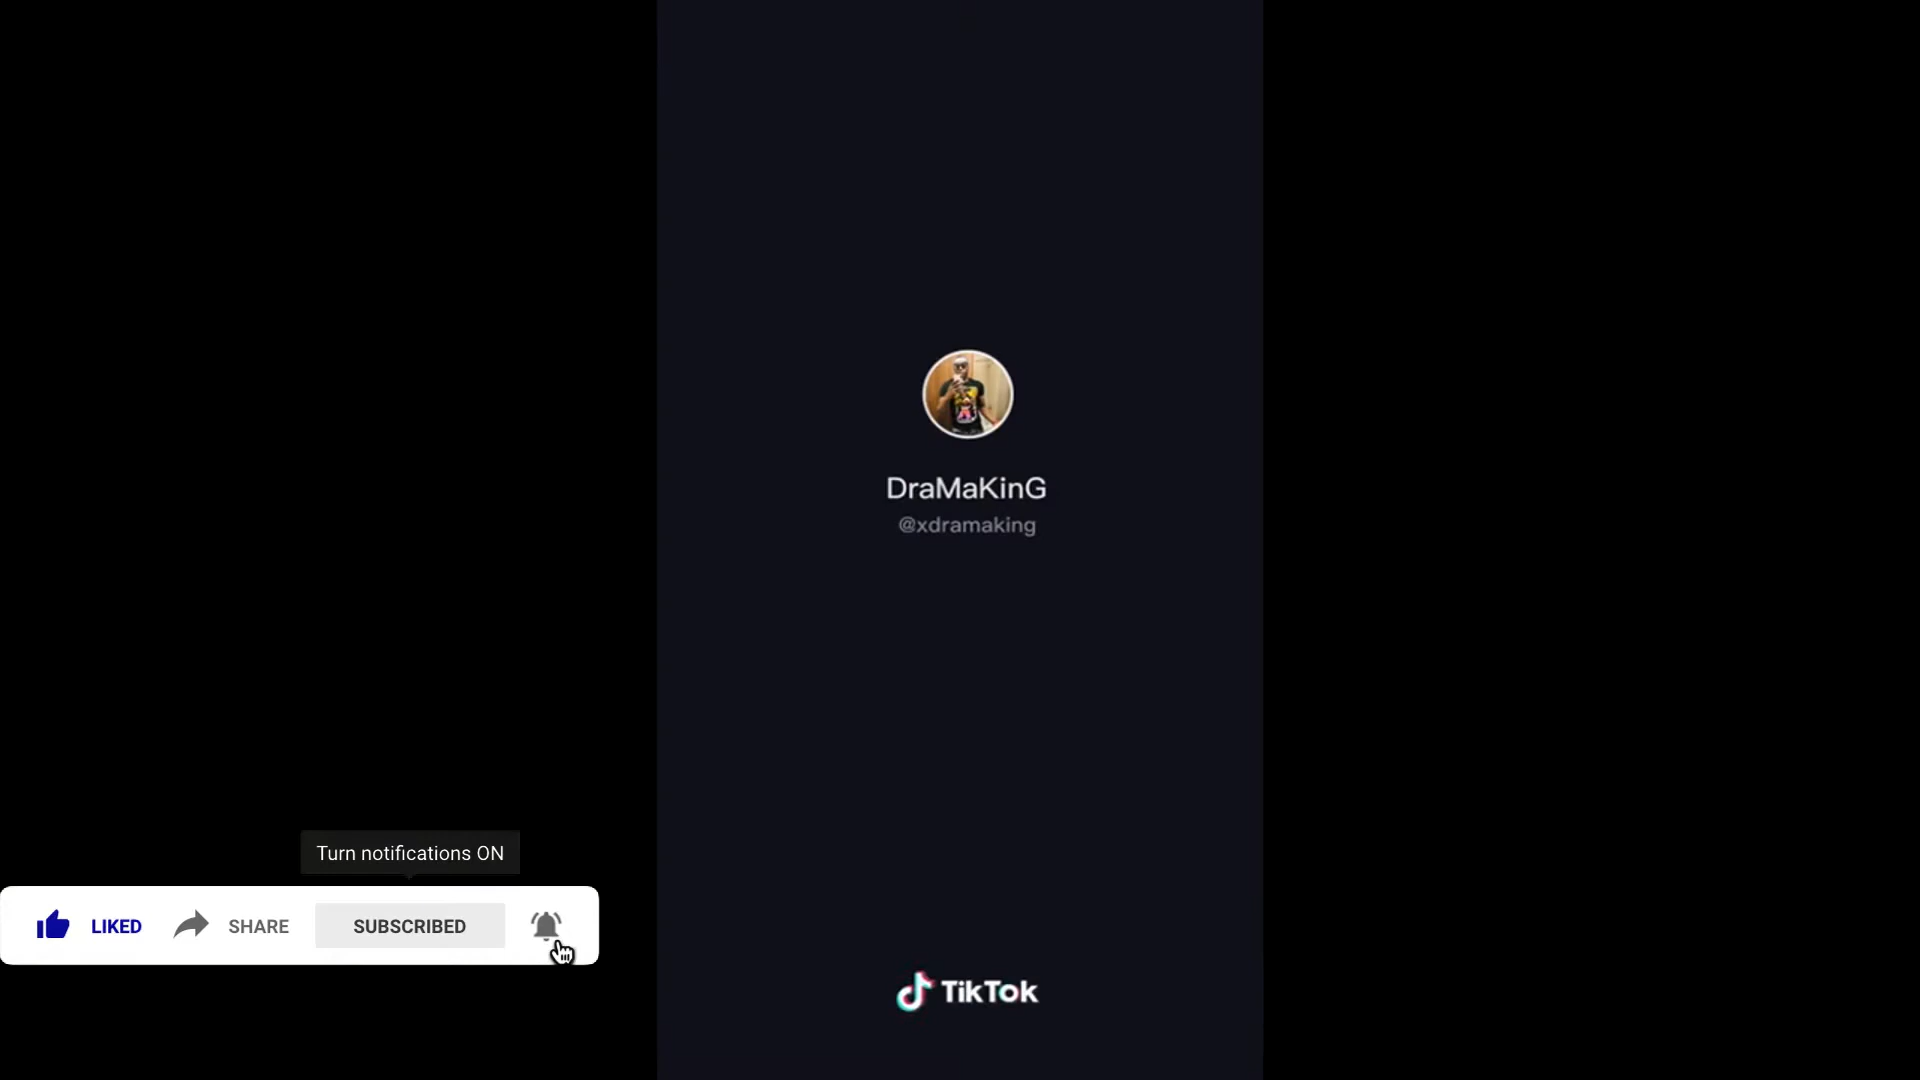 DraMaKinG
@xdramaking
Turn notifications ON
LIKED SHARE SUBSCRIBED
TikTok